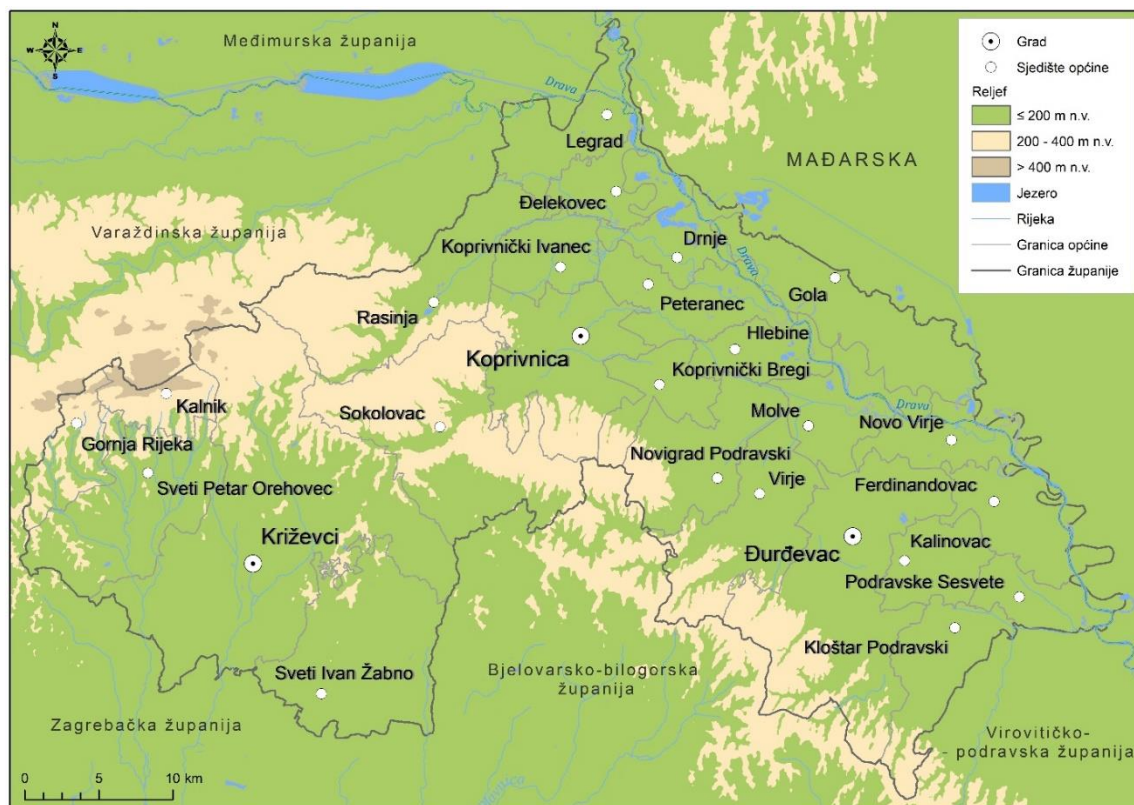 N
W
E
S
Međimurska županija
Drava
Legrad
MAĐARSKA
Đelekovec
Varaždinska županija
Drnje
Koprivnički Ivanec
Drava
Rasinja
Peteranec
Gola
Hlebine
Koprivnica
Koprivnički Bregi
Kalnik
Sokolovac
Molve
Drava
Novo Virje
Gornja Rijeka
Novigrad Podravski
Sveti Petar Orehovec
Virje
Ferdinandovac
Križevci
Đurđevac
Kalinovac
Podravske Sesvete
Kloštar Podravski
Sveti Ivan Žabno
Bjelovarsko-bilogorska
županija
Zagrebačka županija
Virovitičko-
- podravska županija
0
5
10 km
Grad
Sjedište općine
Reljef
≤ 200 m n.v.
200 - 400 m n.v.
> 400 m n.v.
Jezero
Rijeka
Granica općine
Granica županije